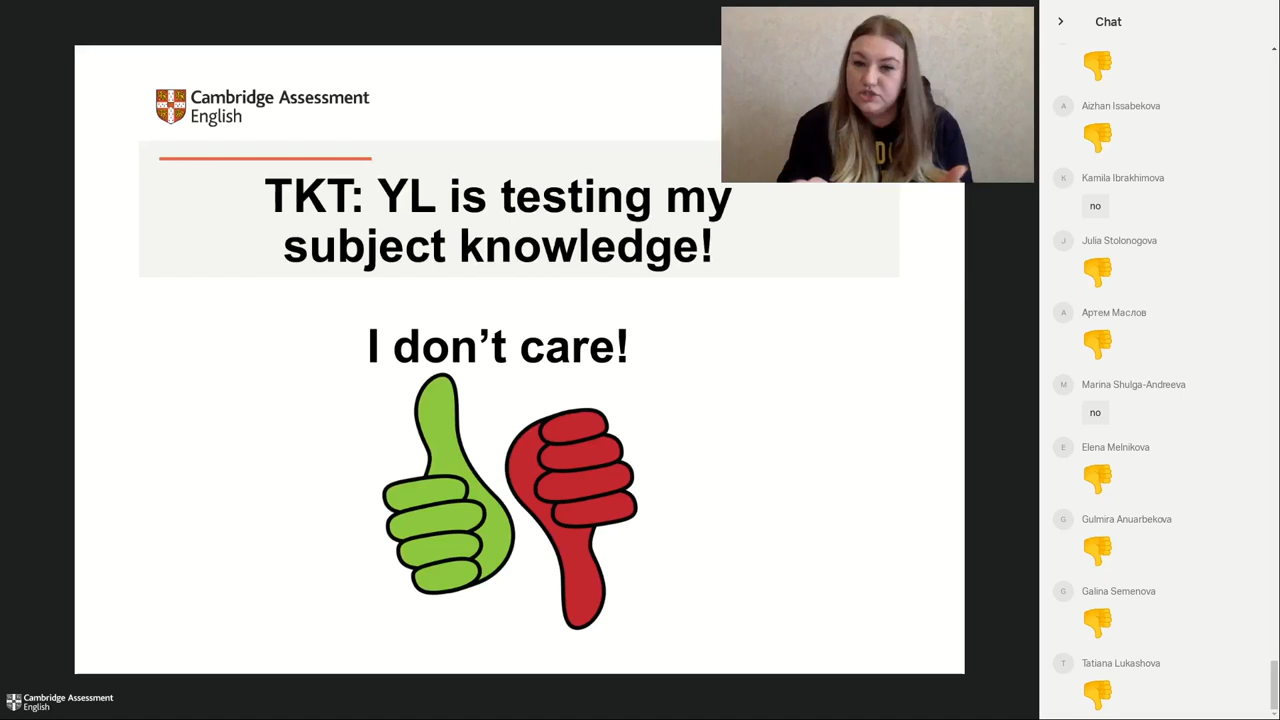 Cambridge Assessment
English
TKT: YL is testing my
subject knowledge!
I don’t care!
Cambridge Assessment
English
Chat
A
Aizhan Issabekova
K
Kamila Ibrakhimova
no
J
Julia Stolonogova
А
Артем Маслов
M
Marina Shulga-Andreeva
no
E
Elena Melnikova
G
Gulmira Anuarbekova
G
Galina Semenova
T
Tatiana Lukashova